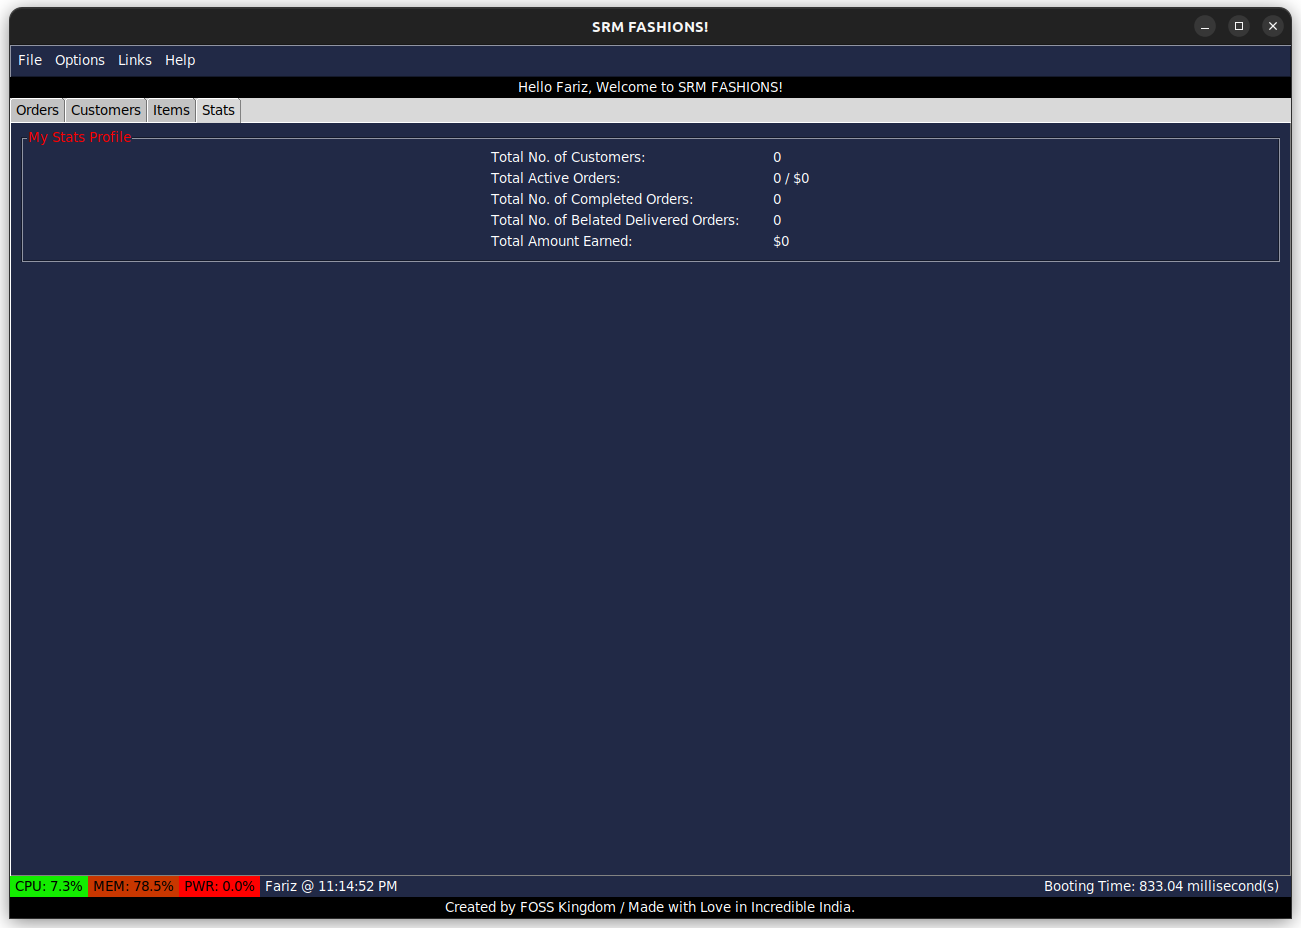 SRM FASHIONS!
File Options Links Help
Hello Fariz, Welcome to SRM FASHIONS!
Orders Customers Items Stats
My Stats Profile
Total No. of Customers: 0
Total Active Orders: 0 / $0
Total No. of Completed Orders: 0
Total No. of Belated Delivered Orders: 0
Total Amount Earned: $0
CPU: 7.3% MEM: 78.5% PWR: 0.0% Fariz @ 11:14:52 PM Booting Time: 833.04 millisecond(s)
Created by FOSS Kingdom / Made with Love in Incredible India.